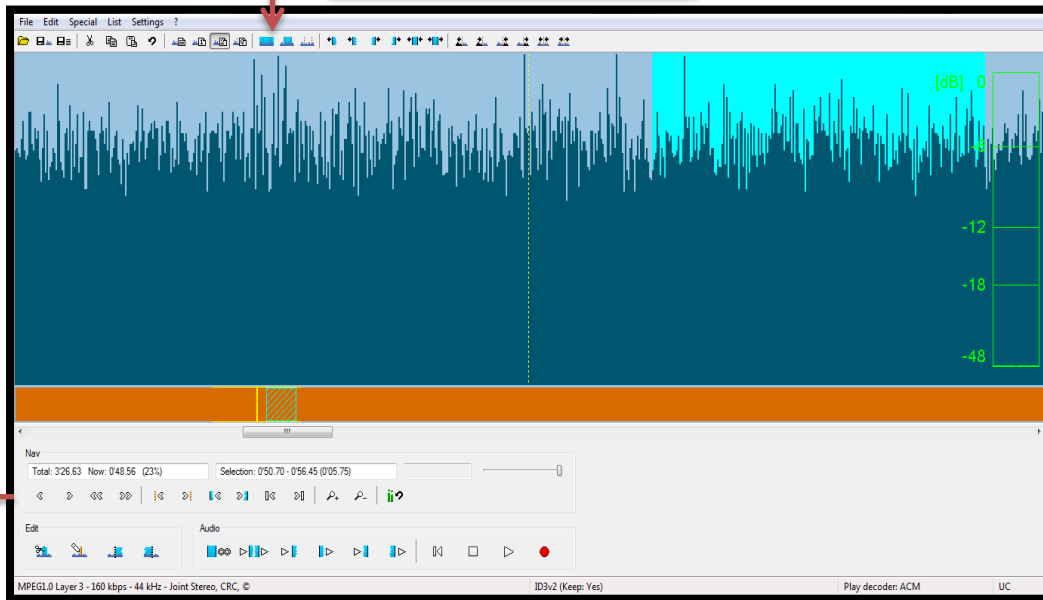 File Edit Special List Settings ?
[dB] 0
-6
-12
-18
-48
Nav
Total: 3'26.63 Now: 0'48.56 (23%)
Selection: 0'50.70 - 0'56.45 (0'05.75)
Edit
Audio
MPEG1.0 Layer 3 - 160 kbps - 44 kHz - Joint Stereo, CRC, ©
ID3v2 (Keep: Yes)
Play decoder: ACM
UC